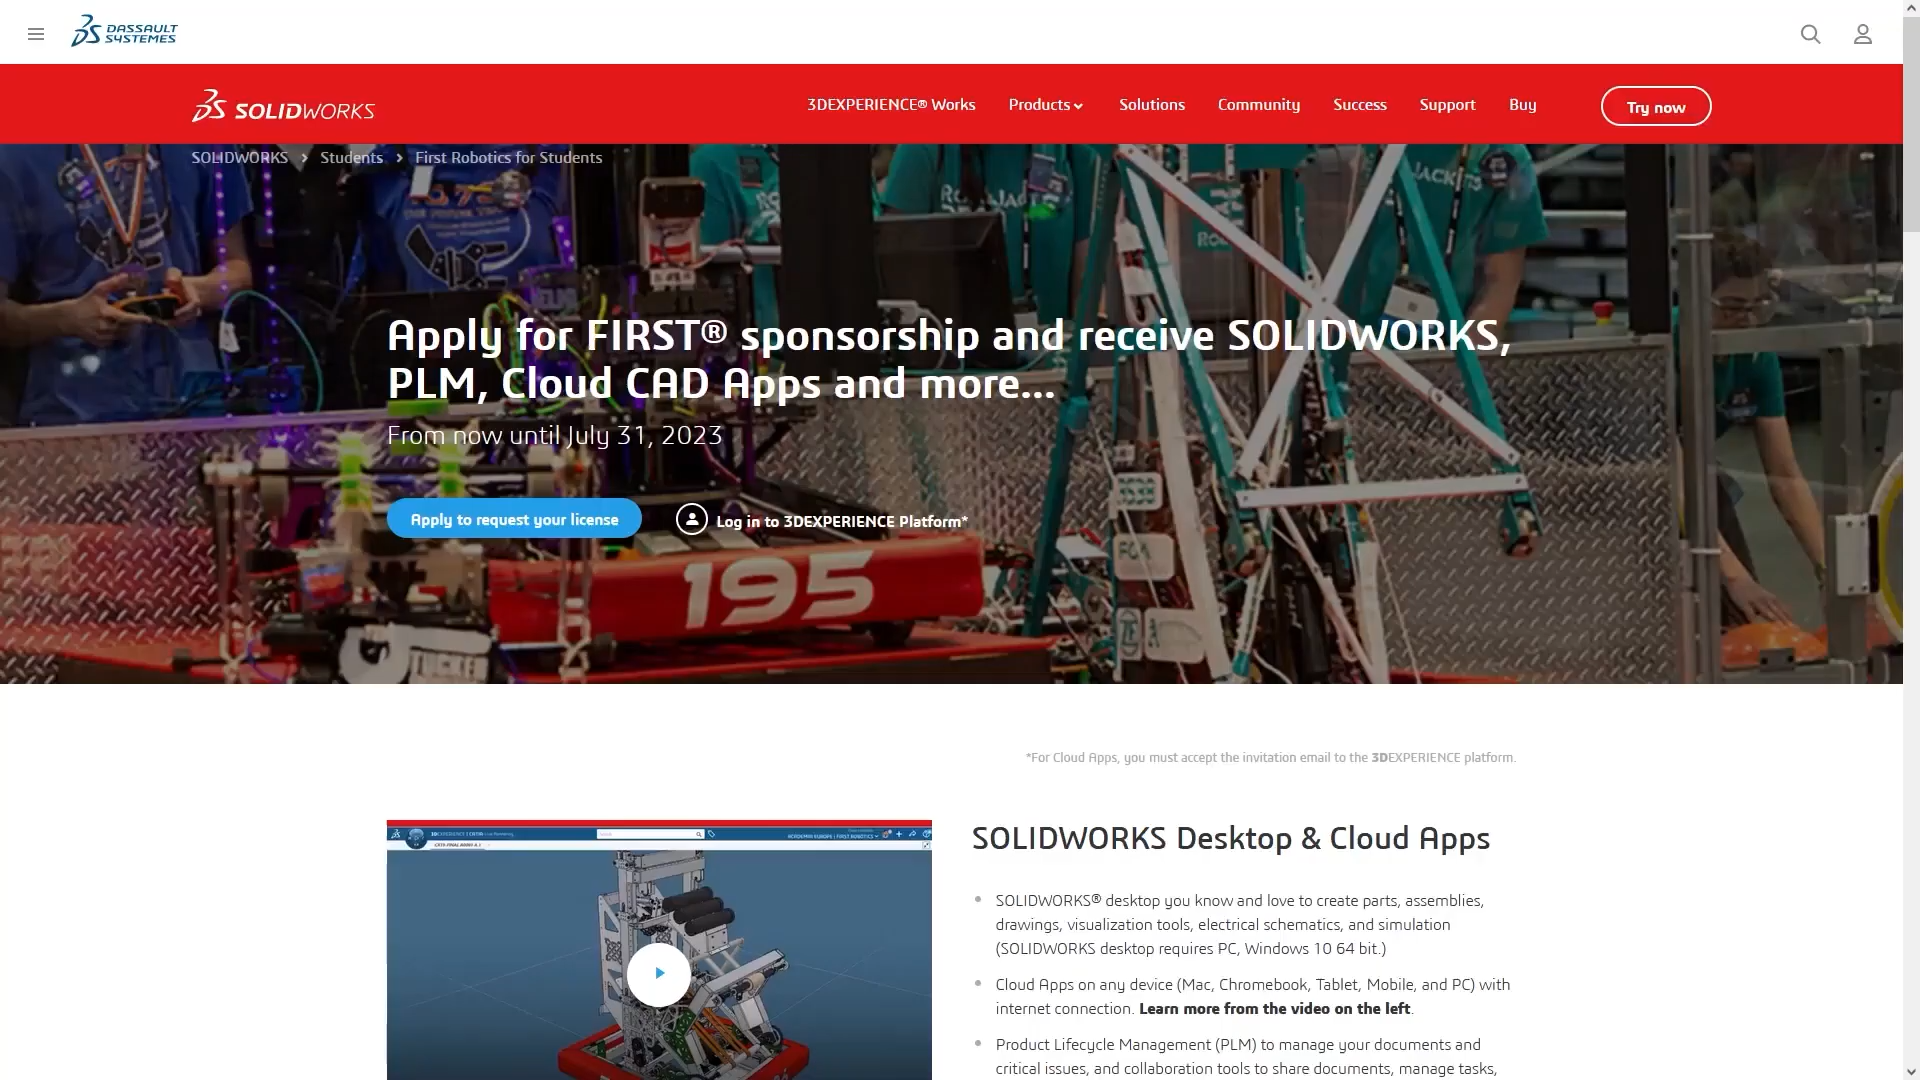 DASSAULT
SYSTEMES
SOLIDWORKS
3DEXPERIENCE® Works
Products
Solutions
Community
Success
Support
Buy
Try now
SOLIDWORKS > Students > First Robotics for Students
Apply for FIRST® sponsorship and receive SOLIDWORKS,
PLM, Cloud CAD Apps and more...
From now until July 31, 2023
Apply to request your license
Log in to 3DEXPERIENCE Platform*
195
TUCKER
*For Cloud Apps, you must accept the invitation email to the 3DEXPERIENCE platform.
SOLIDWORKS Desktop & Cloud Apps
SOLIDWORKS® desktop you know and love to create parts, assemblies,
drawings, visualization tools, electrical schematics, and simulation
(SOLIDWORKS desktop requires PC, Windows 10 64 bit.)
Cloud Apps on any device (Mac, Chromebook, Tablet, Mobile, and PC) with
internet connection. Learn more from the video on the left.
Product Lifecycle Management (PLM) to manage your documents and
critical issues, and collaboration tools to share documents, manage tasks,